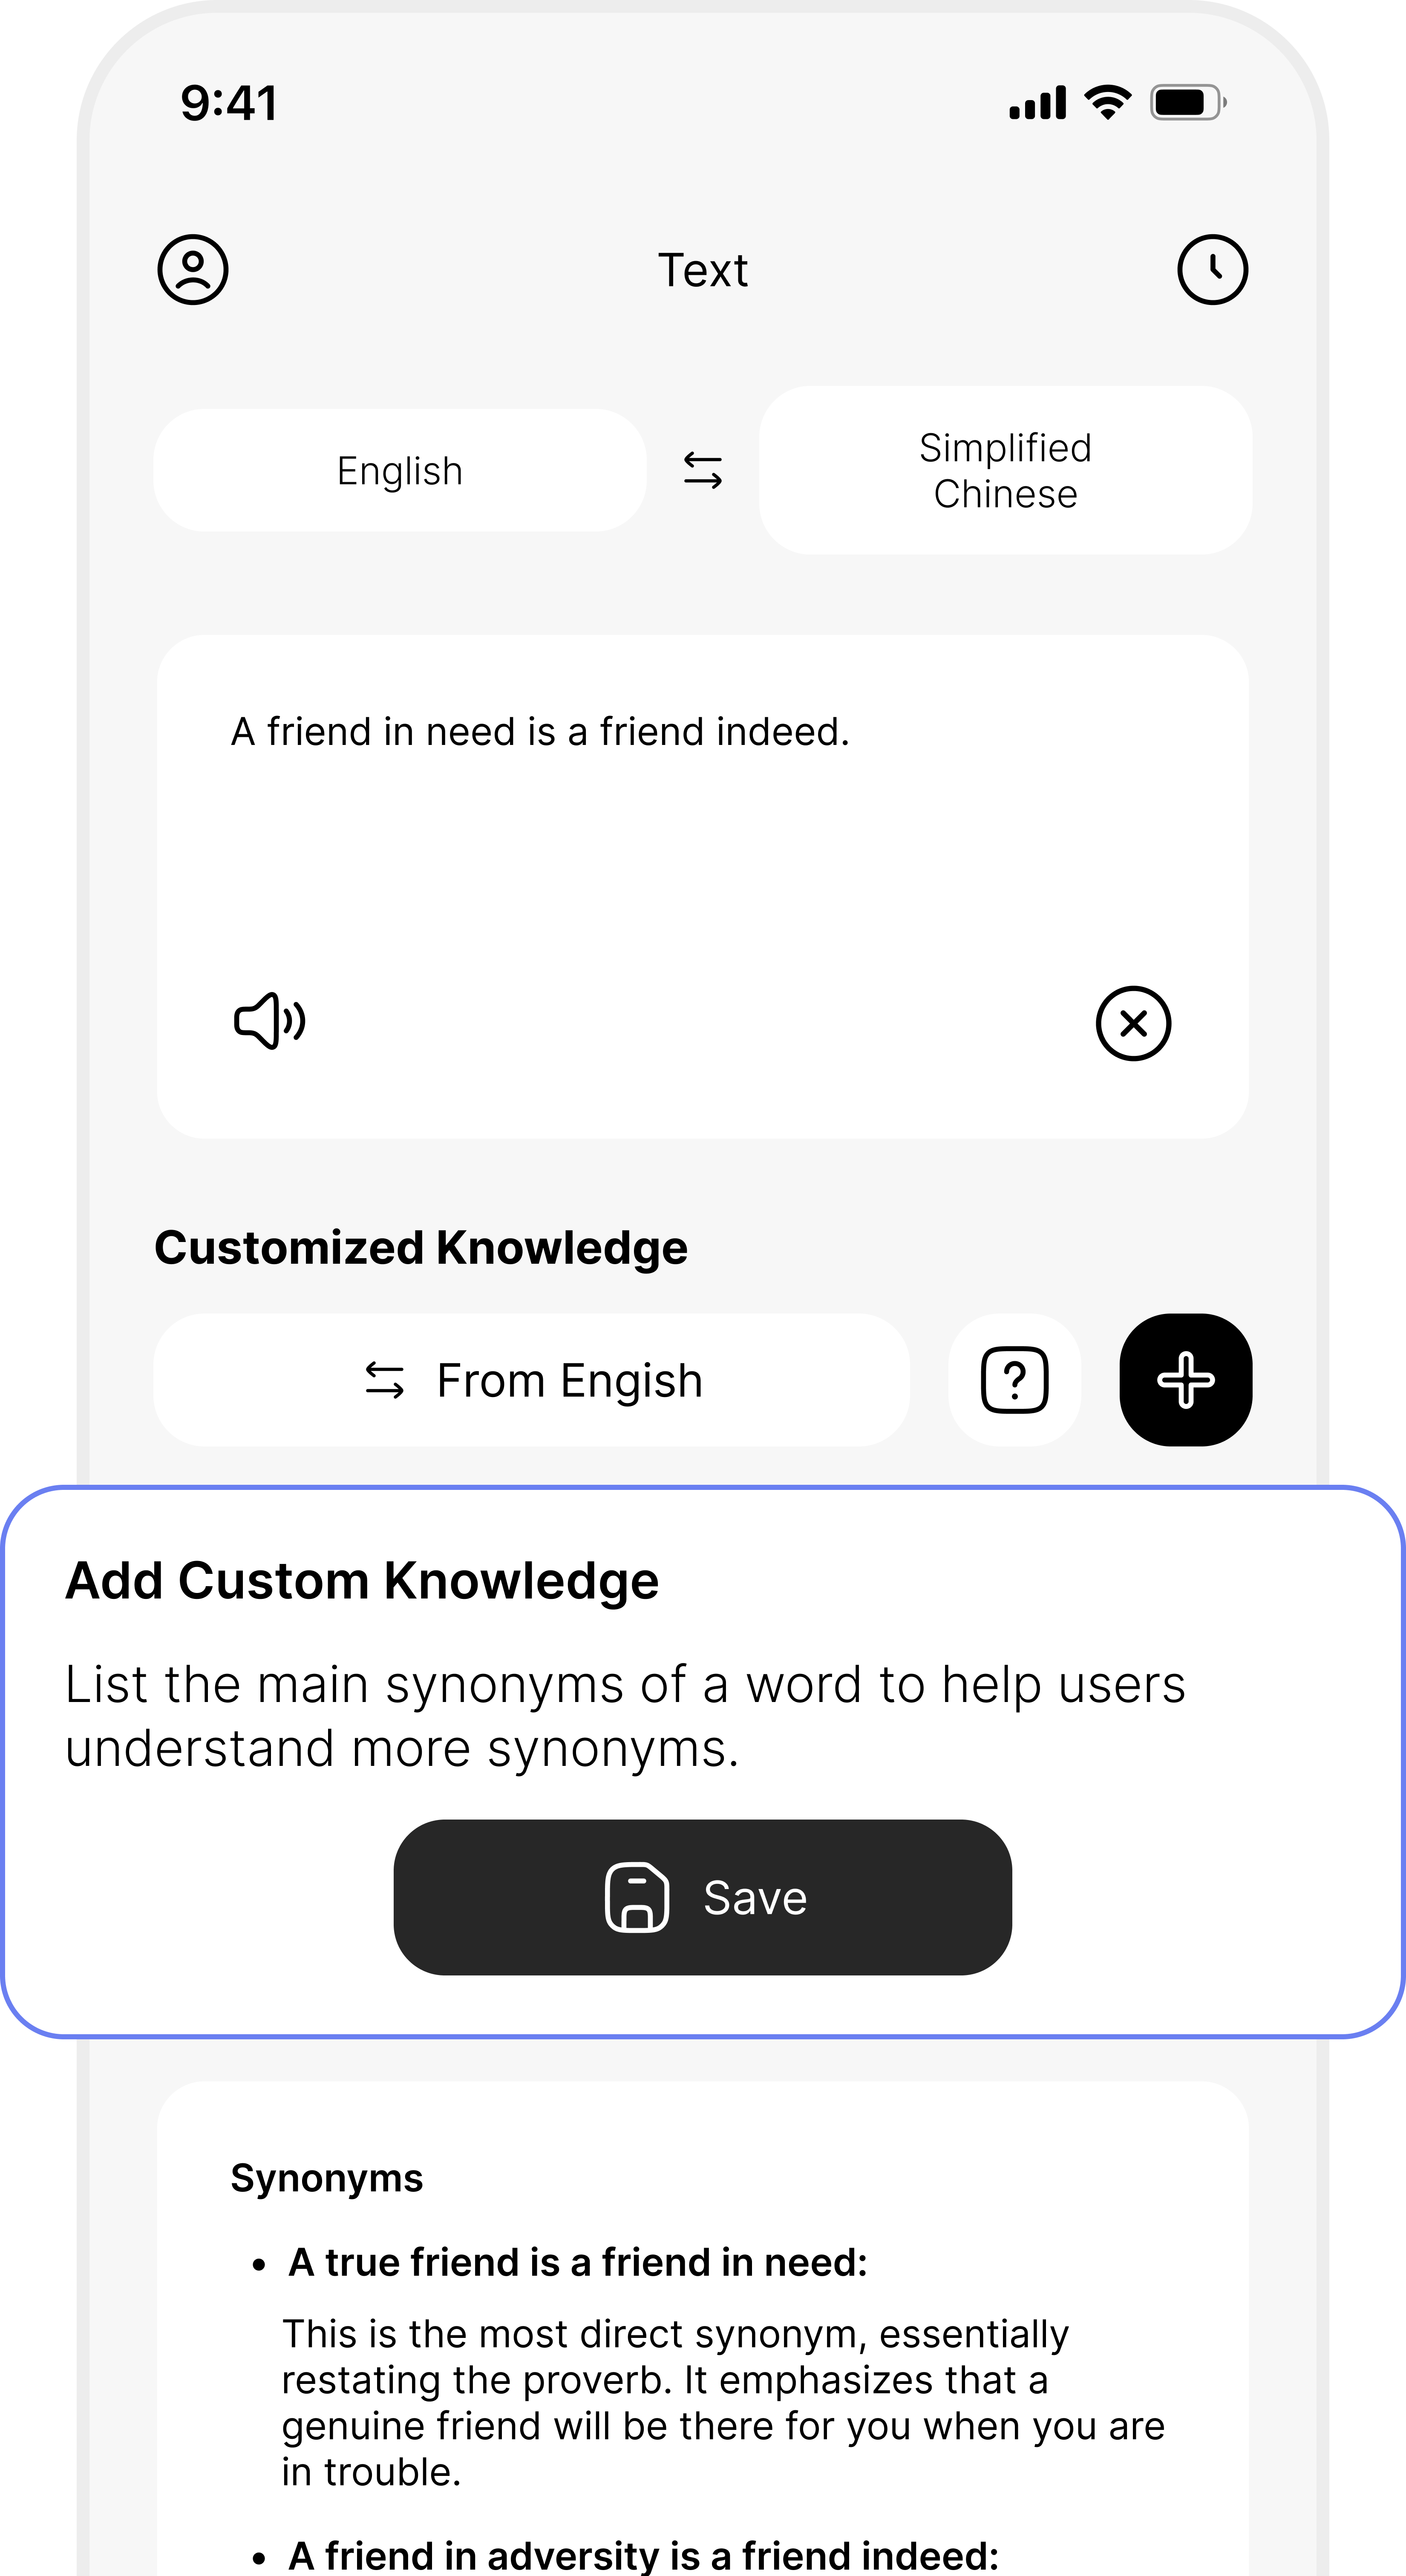 9:41
Text
English
Simplified
Chinese
A friend in need is a friend indeed.
Customized Knowledge
From Engish
Add Custom Knowledge
List the main synonyms of a word to help users
understand more synonyms.
Save
Synonyms
• A true friend is a friend in need:
This is the most direct synonym, essentially
restating the proverb. It emphasizes that a
genuine friend will be there for you when you are
in trouble.
• A friend in adversity is a friend indeed: